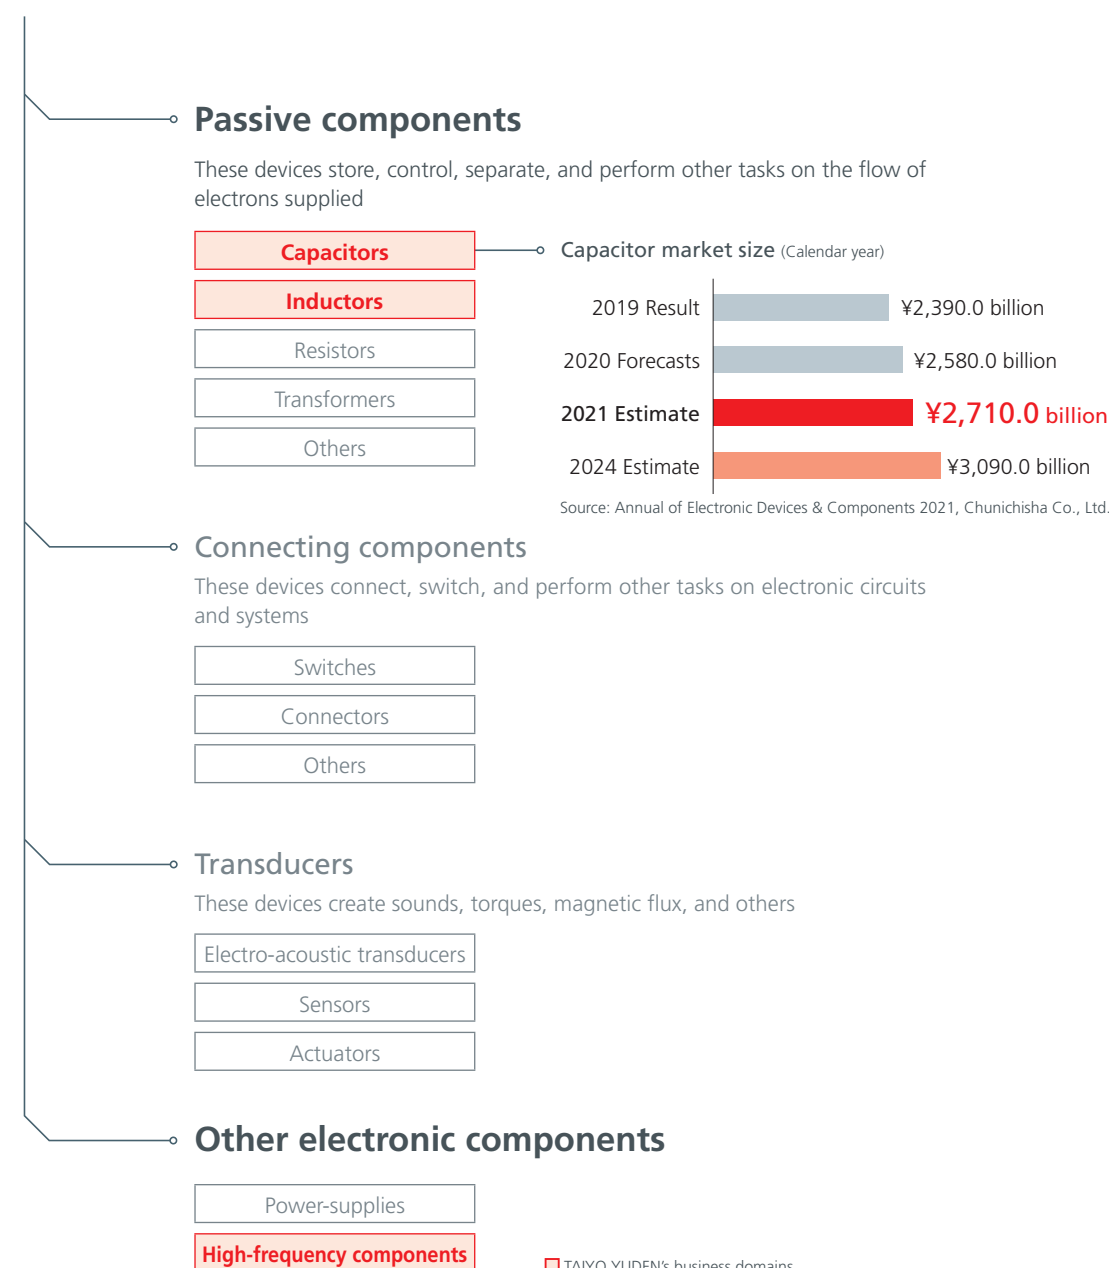 Passive components
These devices store, control, separate, and perform other tasks on the flow of
electrons supplied
Capacitors
Inductors
Resistors
Transformers
Others
Capacitor market size (Calendar year)
2019 Result ¥2,390.0 billion
2020 Forecasts ¥2,580.0 billion
2021 Estimate ¥2,710.0 billion
2024 Estimate ¥3,090.0 billion
Source: Annual of Electronic Devices & Components 2021, Chunichisha Co., Ltd.
Connecting components
These devices connect, switch, and perform other tasks on electronic circuits
and systems
Switches
Connectors
Others
Transducers
These devices create sounds, torques, magnetic flux, and others
Electro-acoustic transducers
Sensors
Actuators
Other electronic components
Power-supplies
High-frequency components
TAIYO YUDEN's business domains